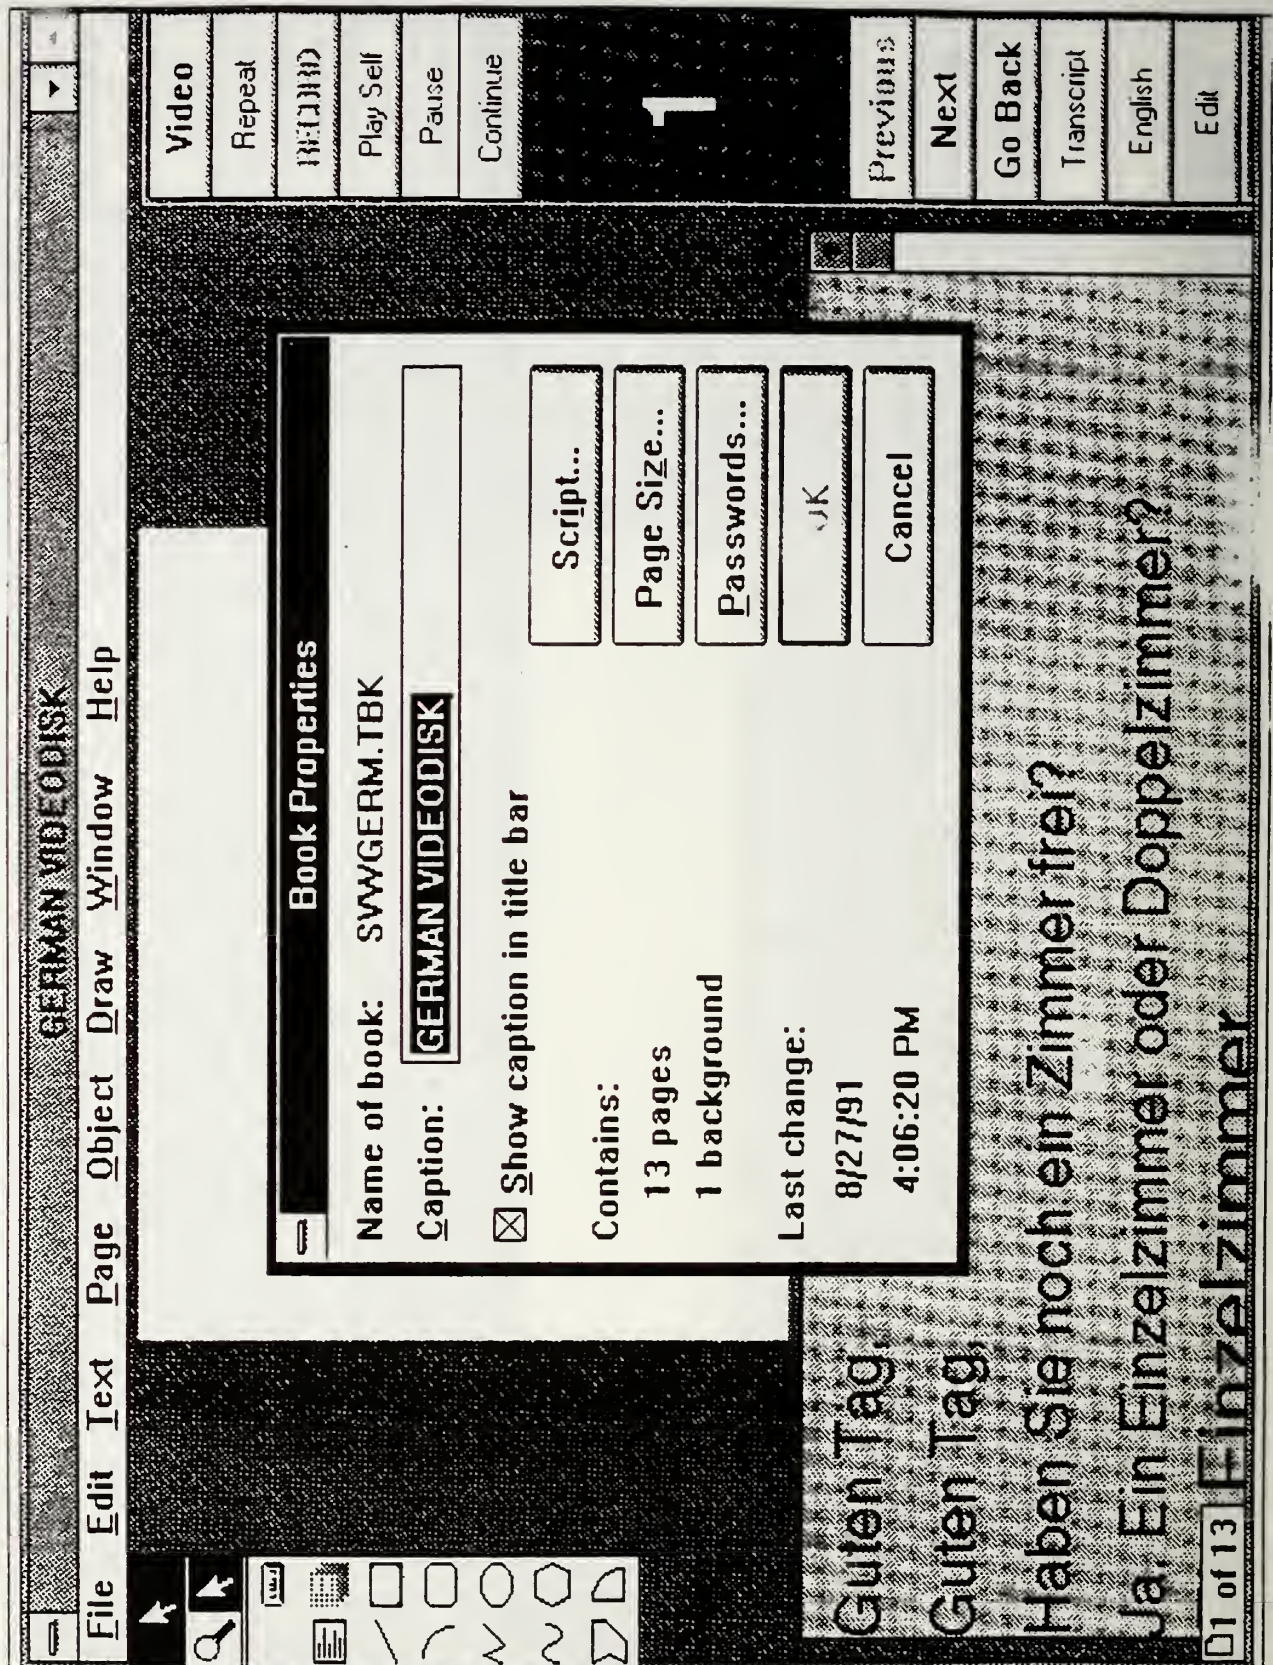 GERMAN VIDEODISK
File Edit Text Page Object Draw Window Help
Video
Repeat
RECORD
Play Self
Pause
Continue
1
Previous
Next
Go Back
Transcript
English
Edit
Book Properties
Name of book: SVWGERM.TBK
Caption: GERMAN VIDEODISK
Show caption in title bar
Contains:
13 pages
1 background
Last change:
8/27/91
4:06:20 PM
Script...
Page Size...
Passwords...
OK
Cancel
Guten Tag,
Guten Tag,
Haben Sie noch ein Zimmer frei?
Ja. Ein Einzelzimmer oder Doppelzimmer?
Einzelzimmer
1 of 13